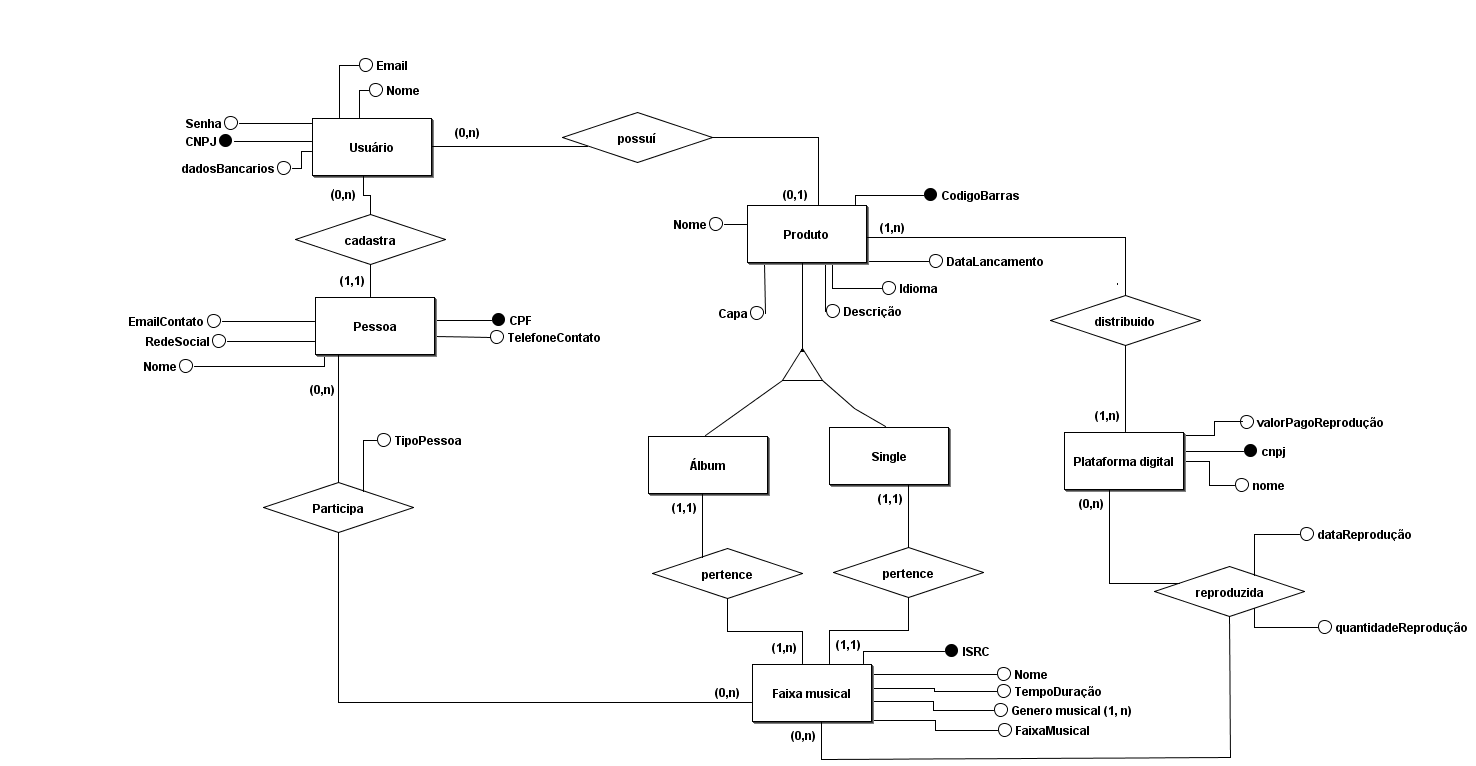 Email
Nome
Senha
CNPJ
dadosBancarios
Usuário
(0,n)
possuí
(0,n)
cadastra
(1,1)
(0,1)
CodigoBarras
Nome
Produto
(1,n)
DataLancamento
Idioma
Capa
Descrição
distribuido
EmailContato
RedeSocial
Nome
Pessoa
CPF
TelefoneContato
(0,n)
TipoPessoa
Participa
Álbum
Single
(1,1)
(1,1)
pertence
pertence
(1,n)
Plataforma digital
valorPagoReprodução
cnpj
nome
(0,n)
dataReprodução
reproduzida
quantidadeReprodução
(1,n)
(1,1)
ISRC
(0,n)
Faixa musical
Nome
TempoDuração
Genero musical (1, n)
FaixaMusical
(0,n)